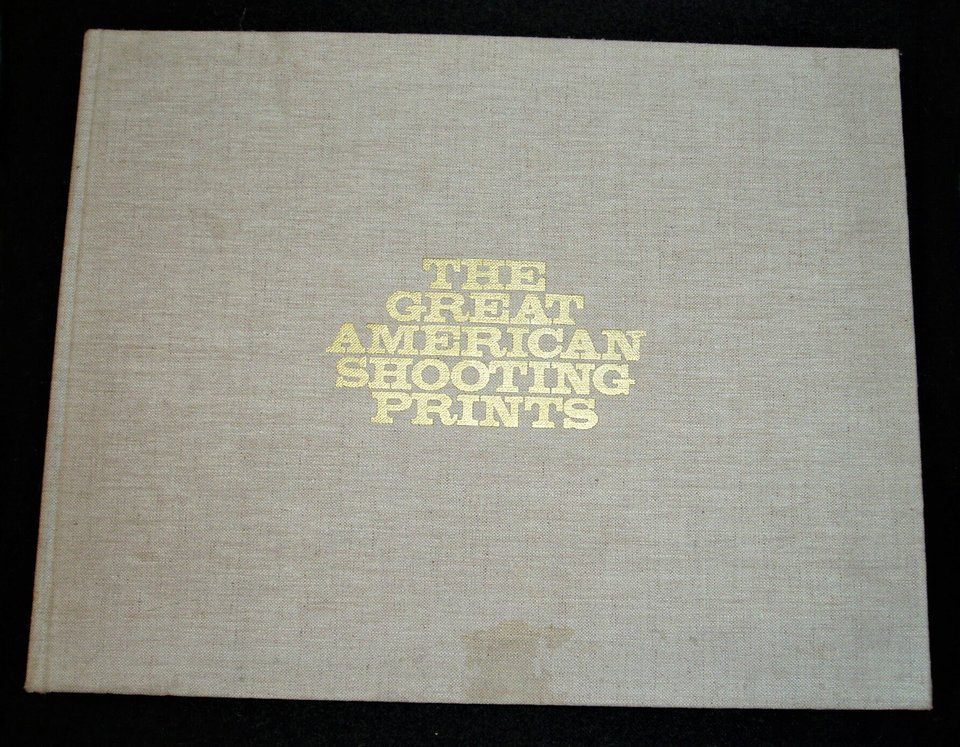 THE
GREAT
AMERICAN
SHOOTING
PRINTS